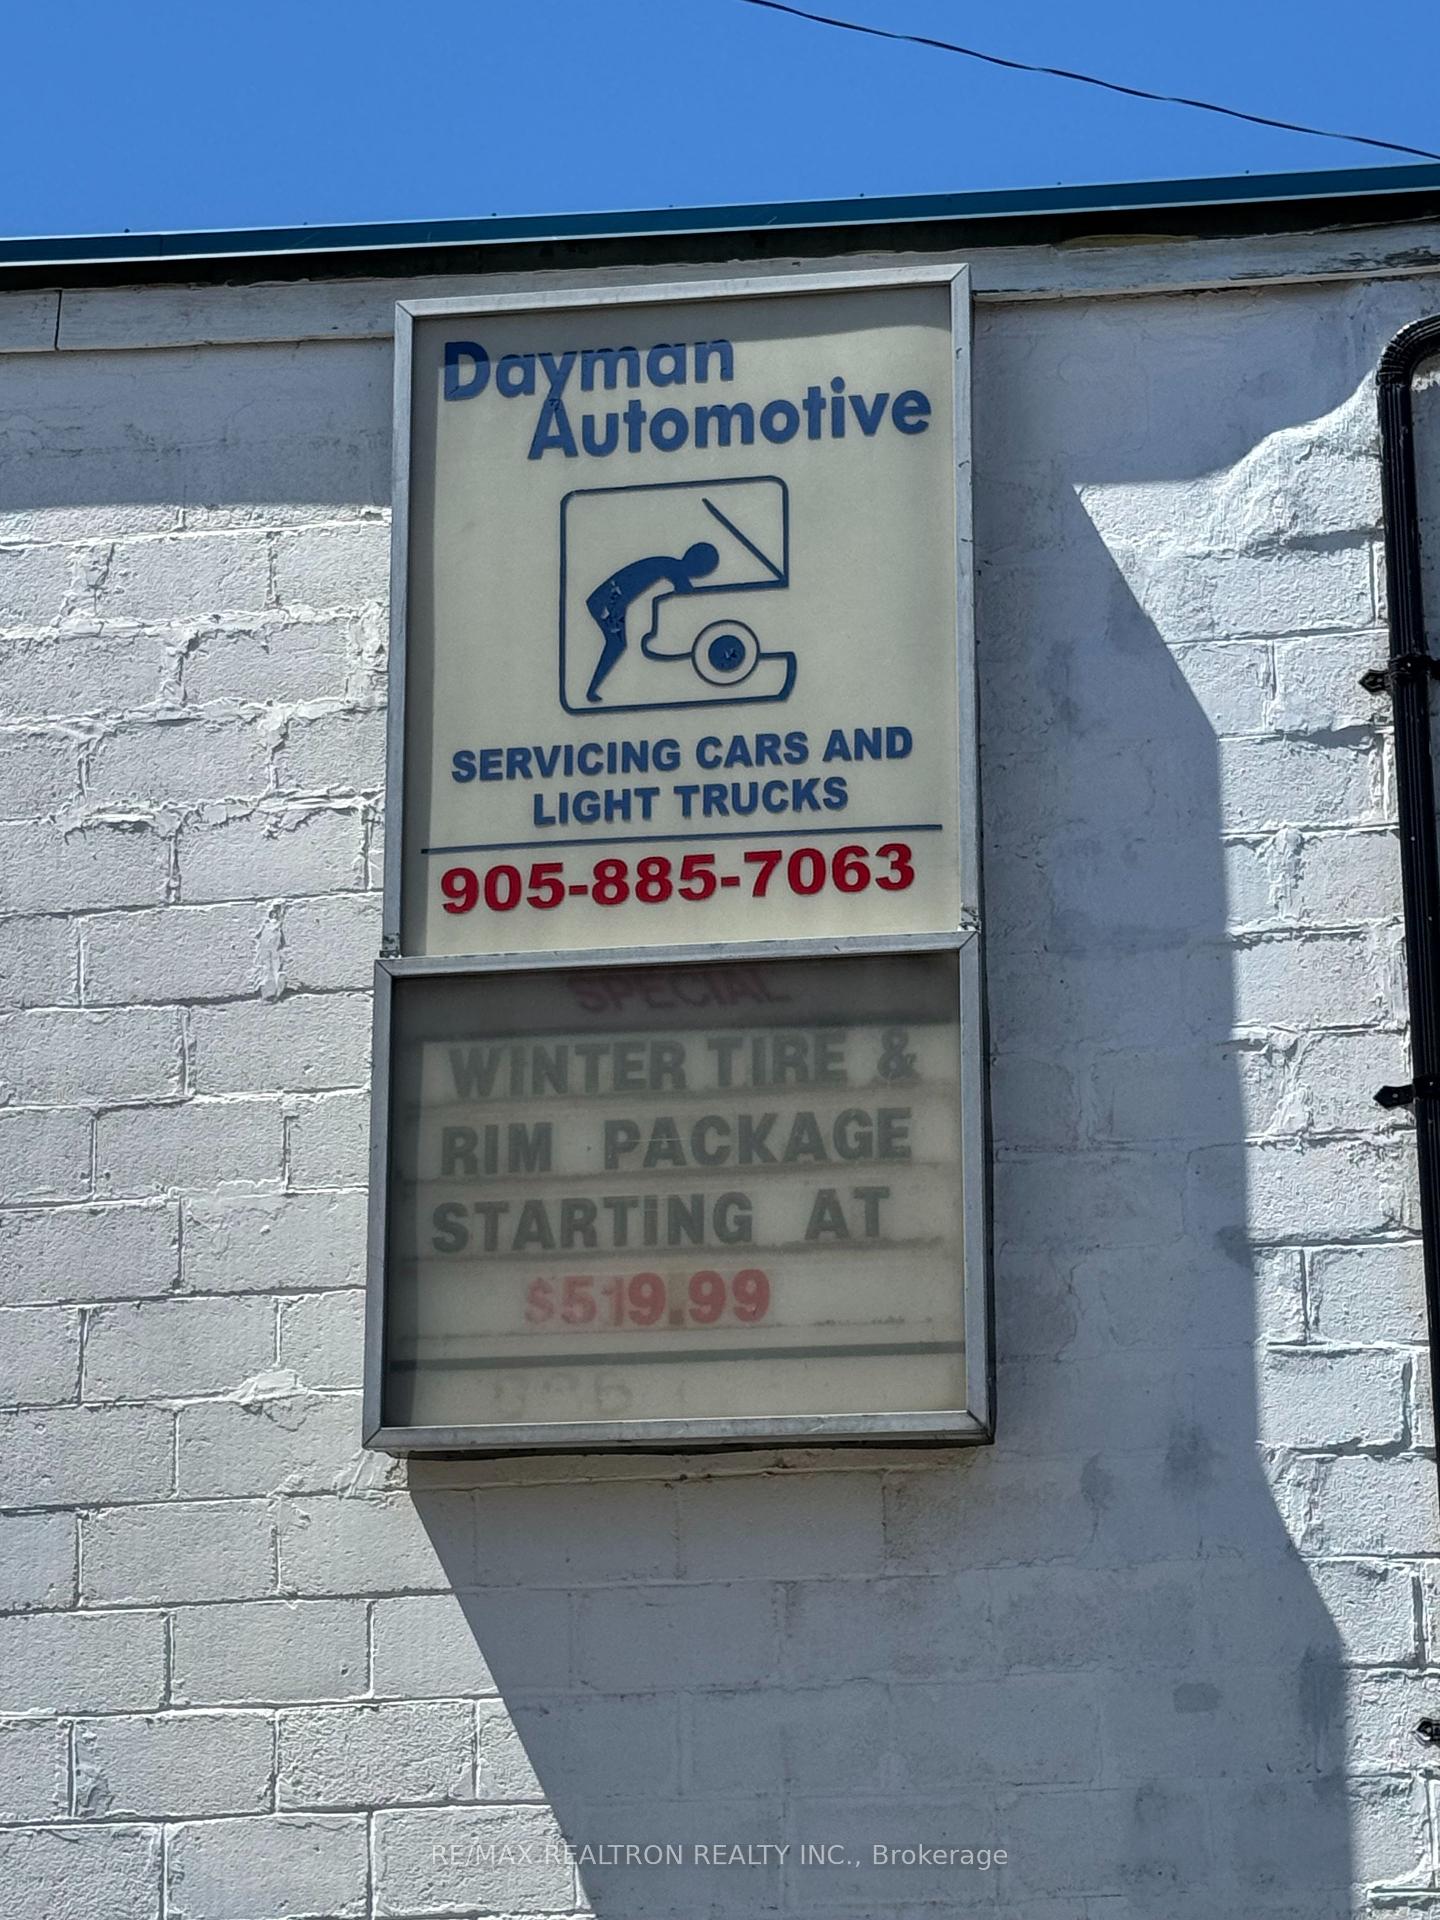 Dayman
Automotive
SERVICING CARS AND
LIGHT TRUCKS
905-885-7063
SPECIAL
WINTER TIRE &
RIM PACKAGE
STARTING AT
$519.99
RE/MAX REALTRON REALTY INC., Brokerage